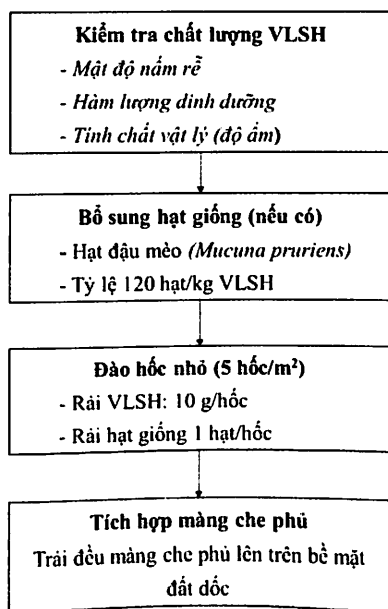 Kiểm tra chất lượng VLSH
- Mật độ nấm rễ
- Hàm lượng dinh dưỡng
- Tính chất vật lý (độ ẩm)
Bổ sung hạt giống (nếu có)
- Hạt đậu mèo (Mucuna pruriens)
- Tỷ lệ 120 hạt/kg VLSH
Đào hốc nhỏ (5 hốc/m²)
- Rải VLSH: 10 g/hốc
- Rải hạt giống 1 hạt/hốc
Tích hợp màng che phủ
Trải đều màng che phủ lên trên bề mặt
đất dốc